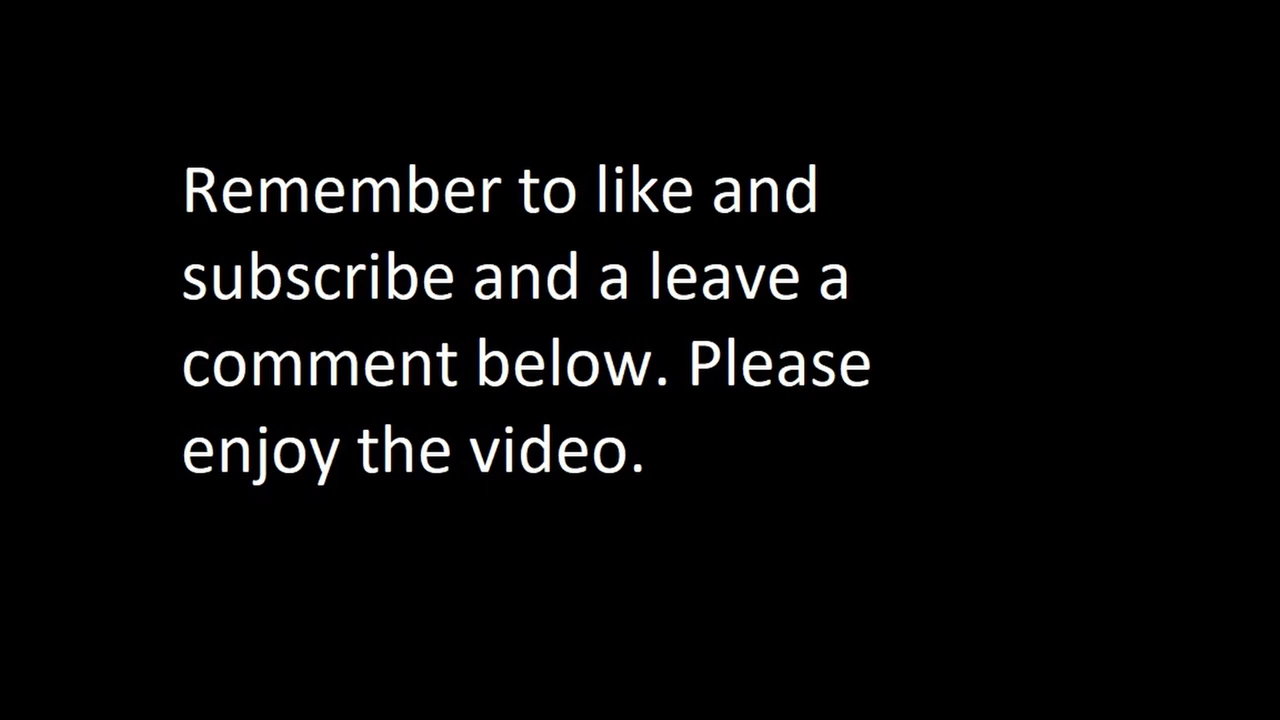 Remember to like and
subscribe and a leave a
comment below. Please
enjoy the video.